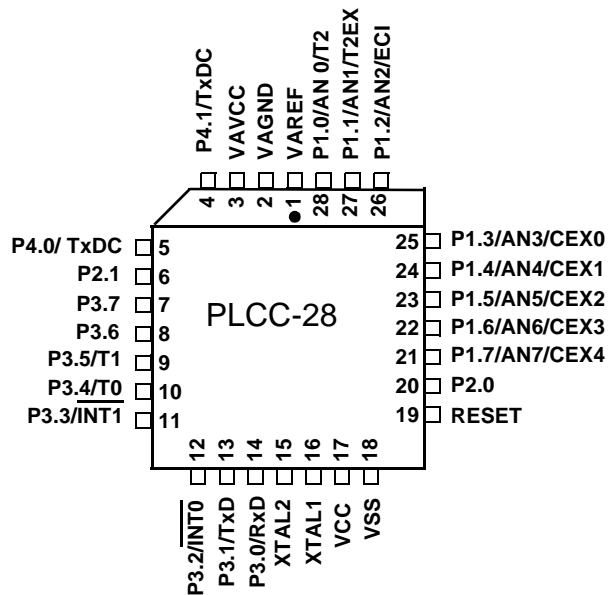 P4.1/TxDC
VAVCC
VAGND
VAREF
P1.0/AN 0/T2
P1.1/AN1/T2EX
P1.2/AN2/ECI
4
3
2
1
28
27
26
P4.0/ TxDC 5
P2.1 6
P3.7 7
P3.6 8
P3.5/T1 9
P3.4/T0 10
P3.3/INT1 11
PLCC-28
25 P1.3/AN3/CEX0
24 P1.4/AN4/CEX1
23 P1.5/AN5/CEX2
22 P1.6/AN6/CEX3
21 P1.7/AN7/CEX4
20 P2.0
19 RESET
12
13
14
15
16
17
18
P3.2/INT0
P3.1/TxD
P3.0/RxD
XTAL2
XTAL1
VCC
VSS